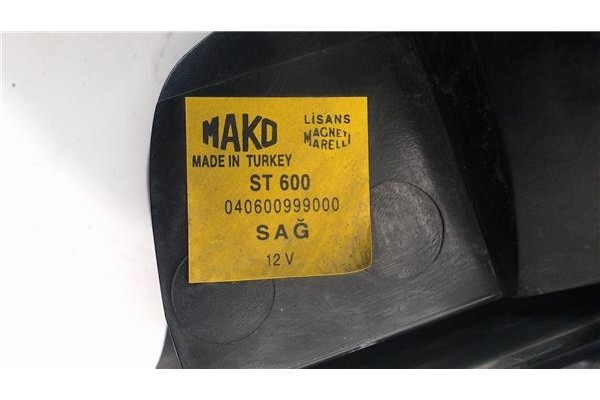 MAKO LİSANS
MAGNETI
MARELLI
MADE IN TURKEY
ST 600
040600999000
SAĞ
12 V